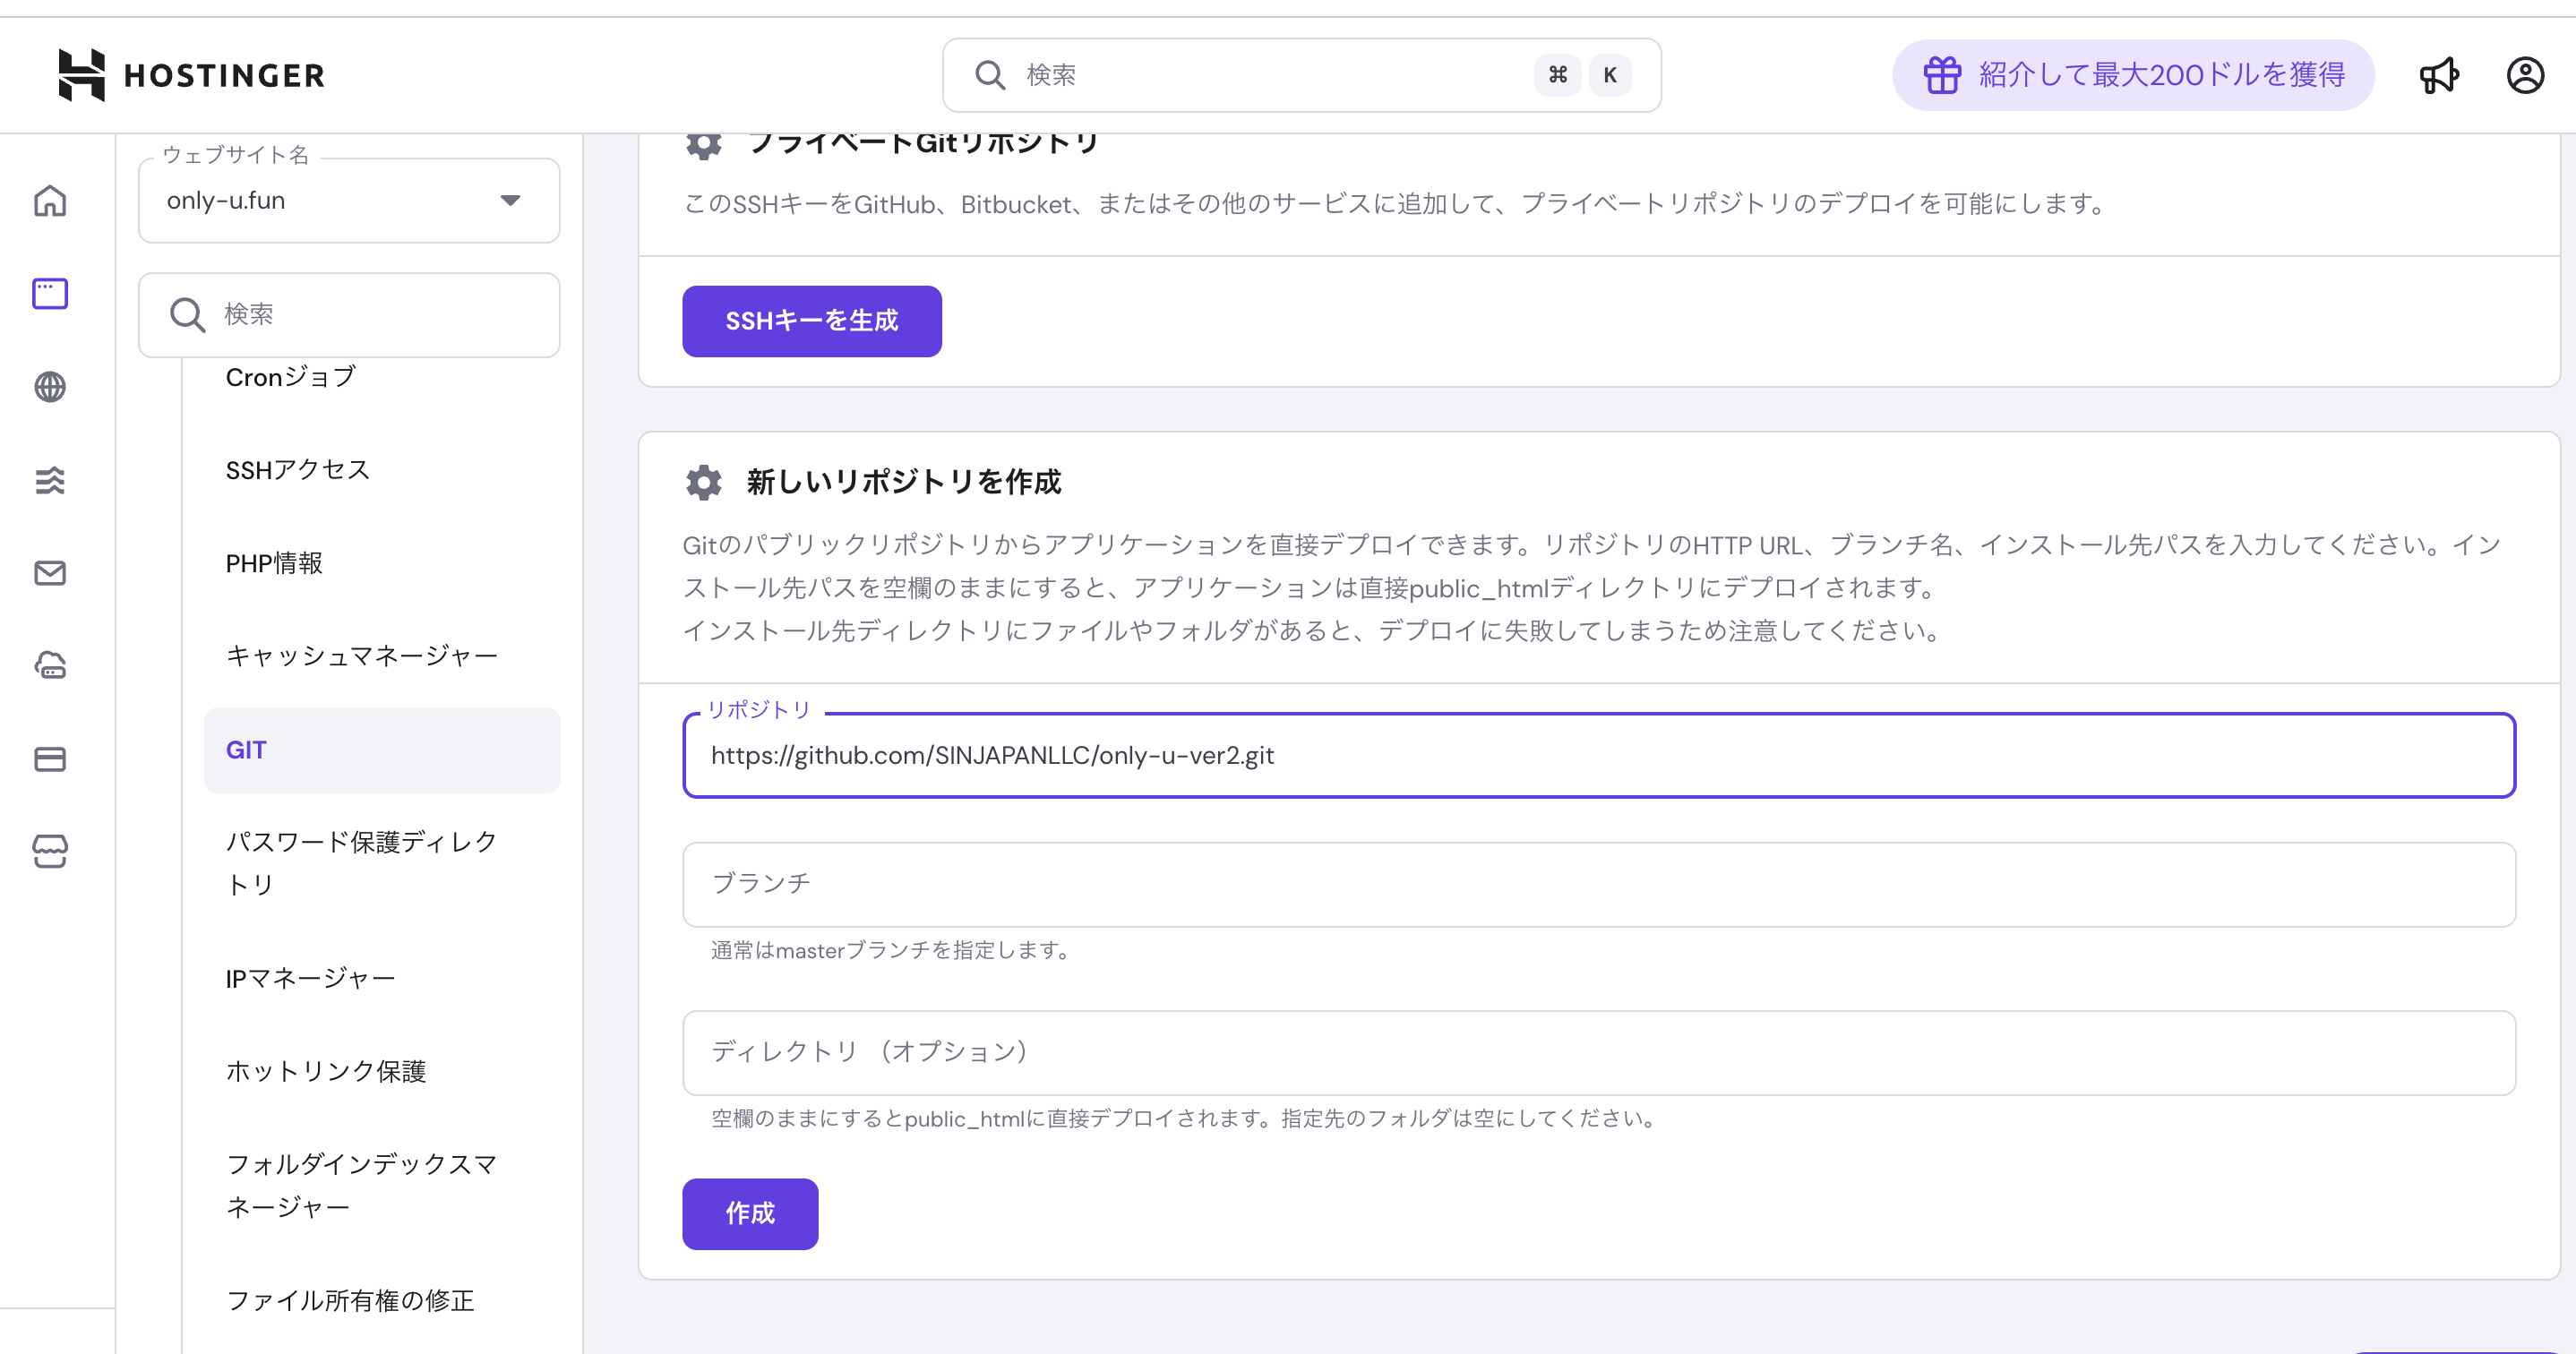 HOSTINGER
検索
⌘ K
紹介して最大200ドルを獲得
ウェブサイト名
only-u.fun
検索
Cronジョブ
SSHアクセス
PHP情報
キャッシュマネージャー
GIT
パスワード保護ディレク
トリ
IPマネージャー
ホットリンク保護
フォルダインデックスマ
ネージャー
ファイル所有権の修正
プライベートGitリポジトリ
このSSHキーをGitHub、Bitbucket、またはその他のサービスに追加して、プライベートリポジトリのデプロイを可能にします。
SSHキーを生成
新しいリポジトリを作成
Gitのパブリックリポジトリからアプリケーションを直接デプロイできます。リポジトリのHTTP URL、ブランチ名、インストール先パスを入力してください。イン
ストール先パスを空欄のままにすると、アプリケーションは直接public_htmlディレクトリにデプロイされます。
インストール先ディレクトリにファイルやフォルダがあると、デプロイに失敗してしまうため注意してください。
リポジトリ
https://github.com/SINJAPANLLC/only-u-ver2.git
ブランチ
通常はmasterブランチを指定します。
ディレクトリ （オプション）
空欄のままにするとpublic_htmlに直接デプロイされます。指定先のフォルダは空にしてください。
作成